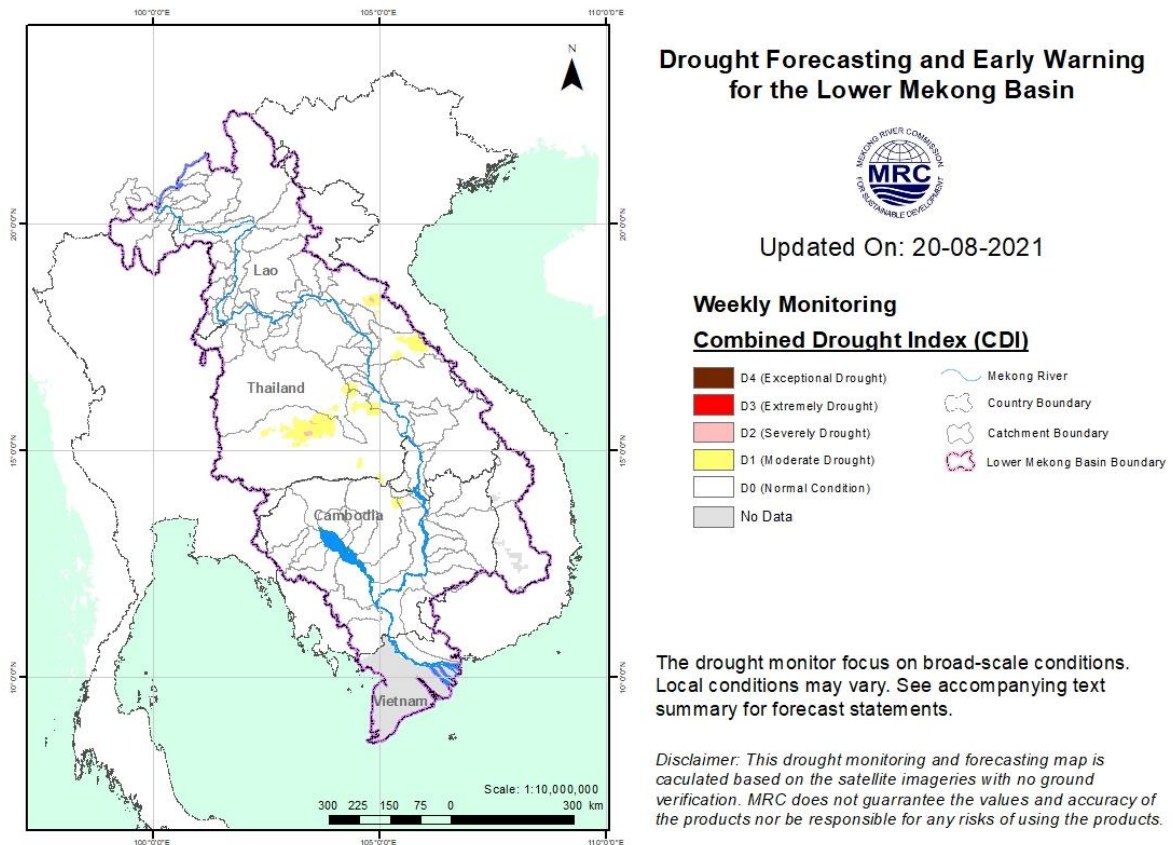 100°0'0"E
105°0'0"E
110°0'0"E
20°0'0"N
20°0'0"N
15°0'0"N
15°0'0"N
10°0'0"N
10°0'0"N
N
Lao
Thailand
Cambodia
Vietnam
Scale: 1:10,000,000
300 225 150 75 0 300 km
100°0'0"E
105°0'0"E
110°0'0"E
Drought Forecasting and Early Warning
for the Lower Mekong Basin
MEKONG RIVER COMMISSION
MRC
FOR SUSTAINABLE DEVELOPMENT
Updated On: 20-08-2021
Weekly Monitoring
Combined Drought Index (CDI)
D4 (Exceptional Drought)
D3 (Extremely Drought)
D2 (Severely Drought)
D1 (Moderate Drought)
D0 (Normal Condition)
No Data
Mekong River
Country Boundary
Catchment Boundary
Lower Mekong Basin Boundary
The drought monitor focus on broad-scale conditions.
Local conditions may vary. See accompanying text
summary for forecast statements.
Disclaimer: This drought monitoring and forecasting map is
caculated based on the satellite imageries with no ground
verification. MRC does not guarrantee the values and accuracy of
the products nor be responsible for any risks of using the products.